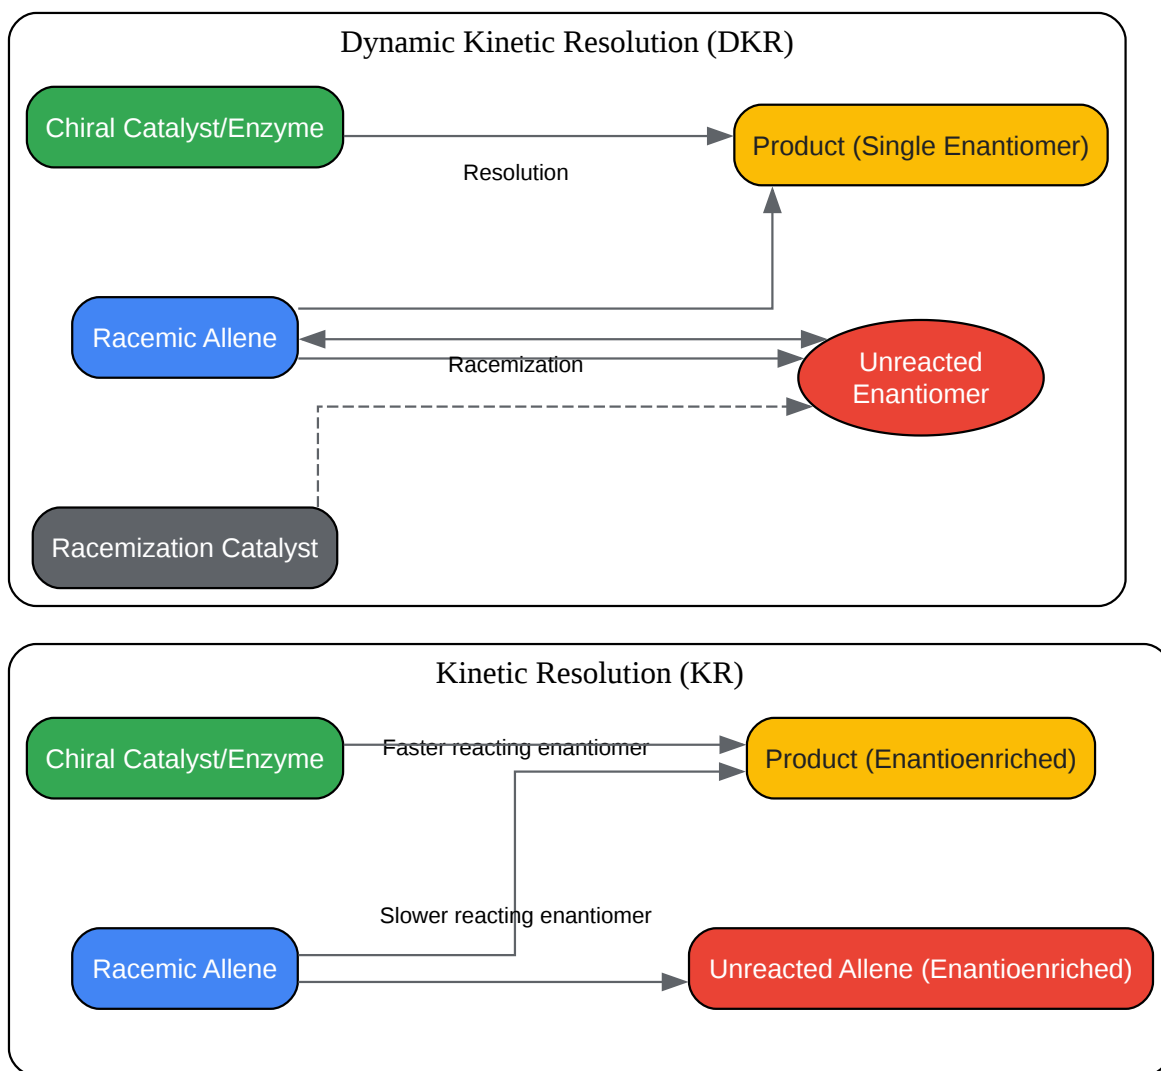 Dynamic Kinetic Resolution (DKR)
Chiral Catalyst/Enzyme
Product (Single Enantiomer)
Resolution
Racemic Allene
Racemization
Unreacted
Enantiomer
Racemization Catalyst
Kinetic Resolution (KR)
Chiral Catalyst/Enzyme
Faster reacting enantiomer
Product (Enantioenriched)
Slower reacting enantiomer
Racemic Allene
Unreacted Allene (Enantioenriched)